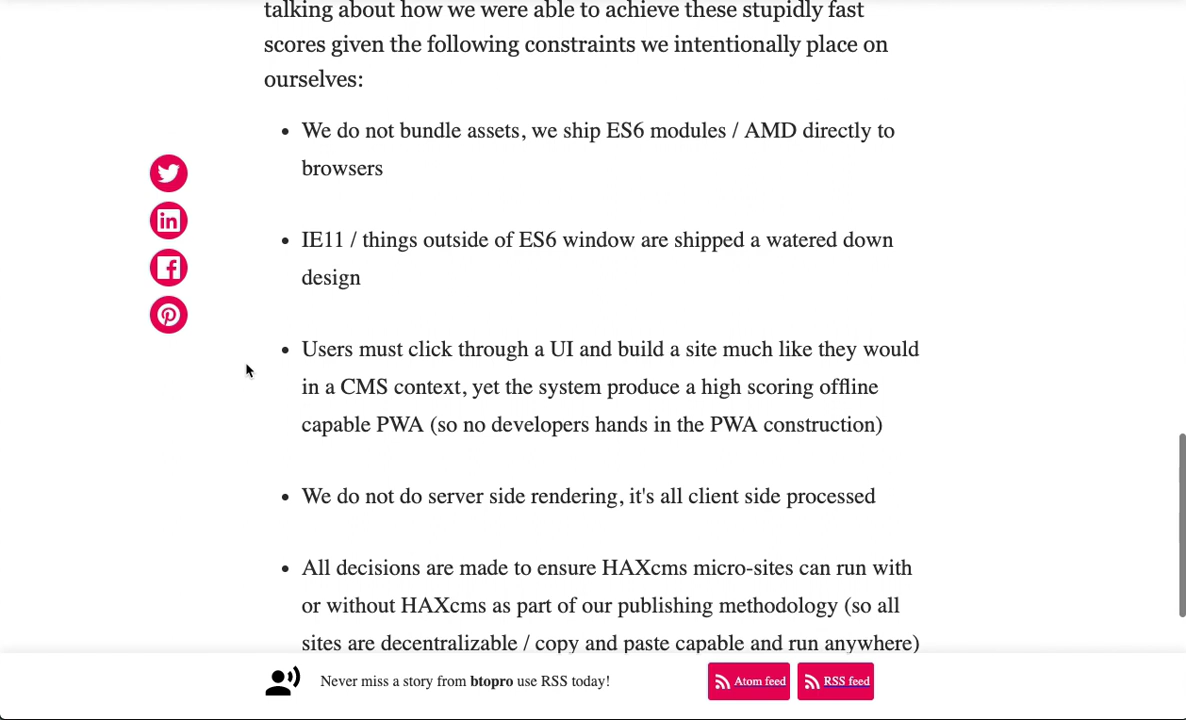 talking about how we were able to achieve these stupidly fast
scores given the following constraints we intentionally place on
ourselves:
We do not bundle assets, we ship ES6 modules / AMD directly to
browsers
IE11 / things outside of ES6 window are shipped a watered down
design
Users must click through a UI and build a site much like they would
in a CMS context, yet the system produce a high scoring offline
capable PWA (so no developers hands in the PWA construction)
We do not do server side rendering, it's all client side processed
All decisions are made to ensure HAXcms micro-sites can run with
or without HAXcms as part of our publishing methodology (so all
sites are decentralizable / copy and paste capable and run anywhere)
Never miss a story from btopro use RSS today!
Atom feed
RSS feed